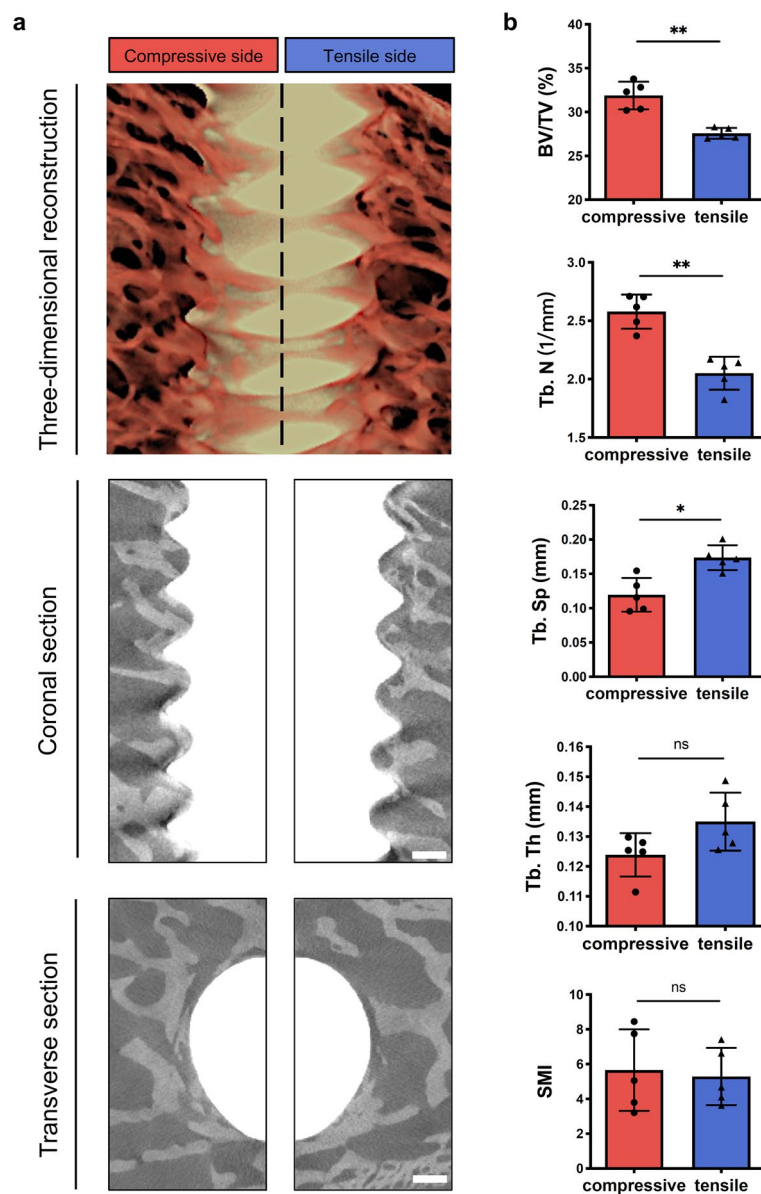 a
Compressive side
Tensile side
Three-dimensional reconstruction
Coronal section
Transverse section
b
BV/TV (%)
40
35
30
25
20
**
compressive
tensile
Tb. N (1/mm)
3.0
2.5
2.0
1.5
**
compressive
tensile
Tb. Sp (mm)
0.25
0.20
0.15
0.10
0.05
0.00
*
compressive
tensile
Tb. Th (mm)
0.16
0.15
0.14
0.13
0.12
0.10
ns
compressive
tensile
SMI
10
8
6
4
2
0
ns
compressive
tensile